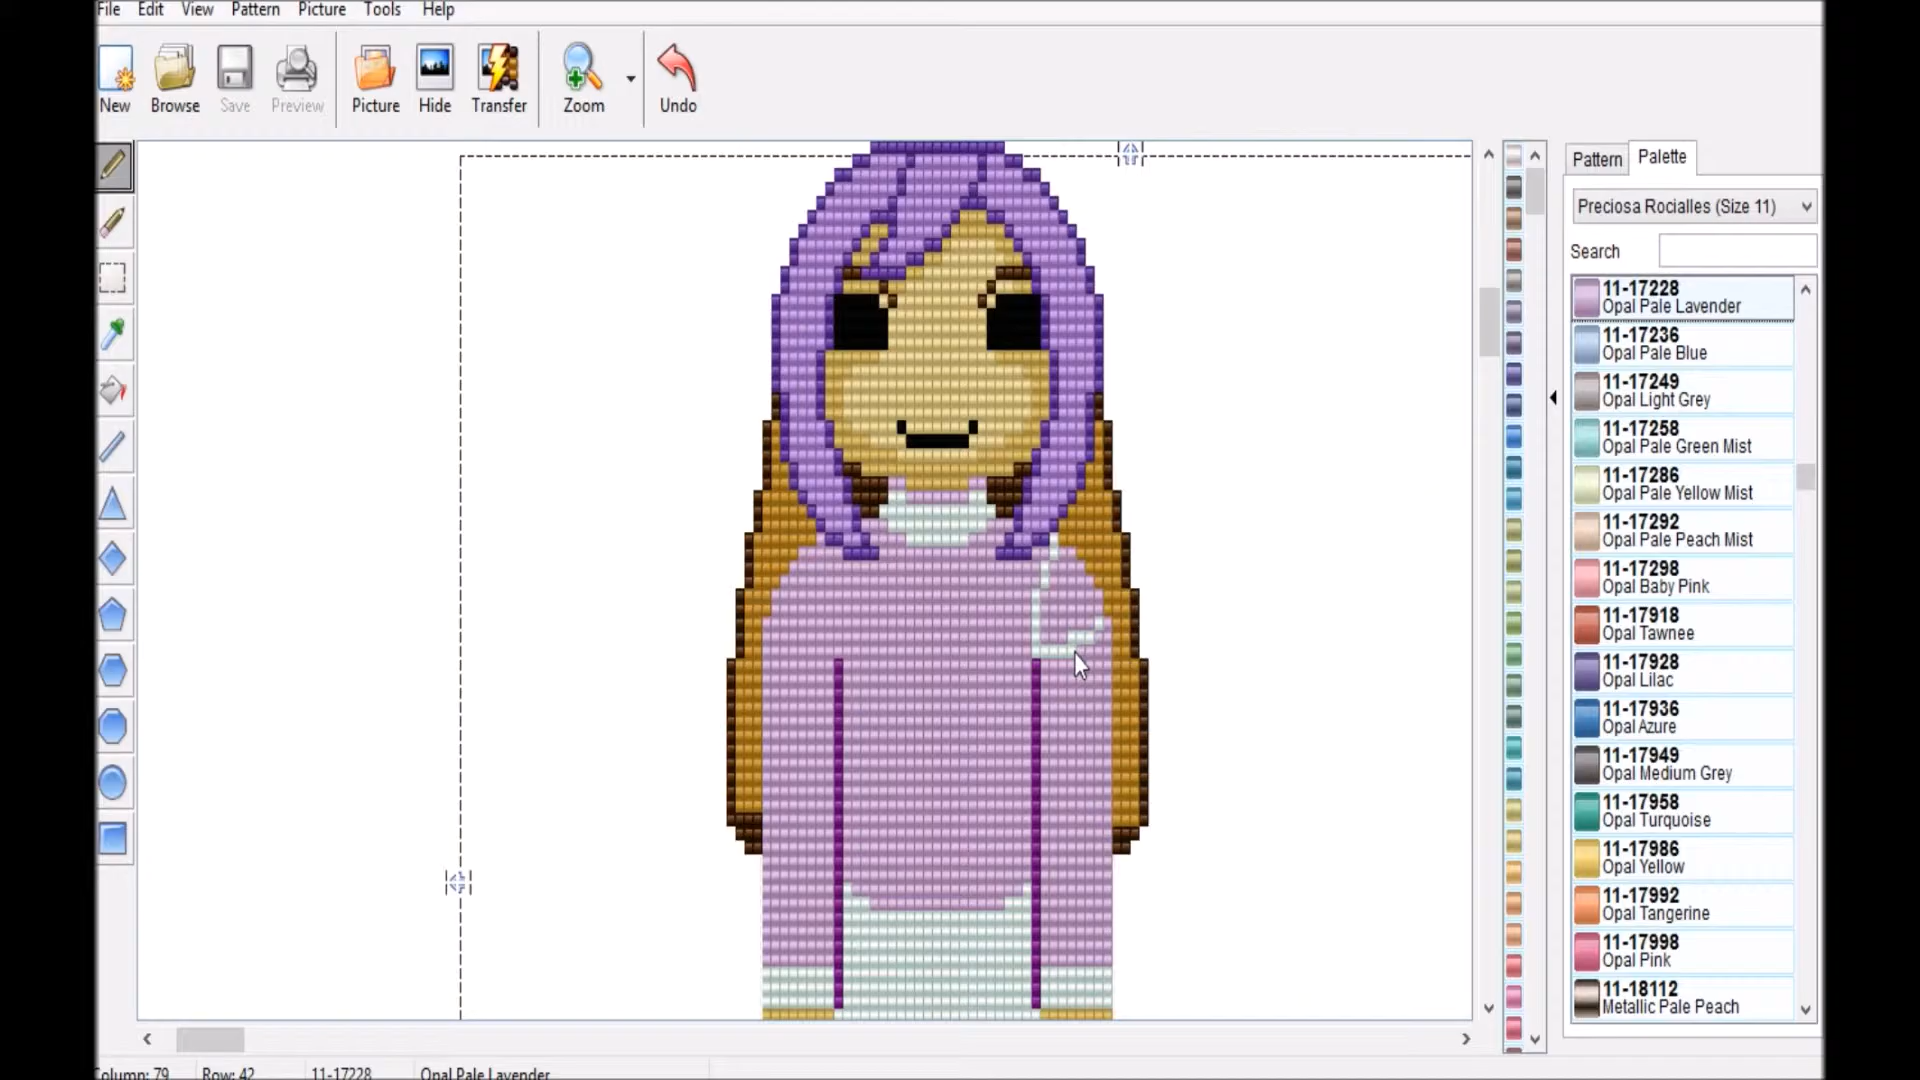 File Edit View Pattern Picture Tools Help
New Browse Save Preview Picture Hide Transfer Zoom Undo
Pattern Palette
Preciosa Rocialles (Size 11)
Search
11-17228
Opal Pale Lavender
11-17236
Opal Pale Blue
11-17249
Opal Light Grey
11-17258
Opal Pale Green Mist
11-17286
Opal Pale Yellow Mist
11-17292
Opal Pale Peach Mist
11-17298
Opal Baby Pink
11-17918
Opal Tawnee
11-17928
Opal Lilac
11-17936
Opal Azure
11-17949
Opal Medium Grey
11-17958
Opal Turquoise
11-17986
Opal Yellow
11-17992
Opal Tangerine
11-17998
Opal Pink
11-18112
Metallic Pale Peach
Column: 79 Row: 42 11-17228 Opal Pale Lavender